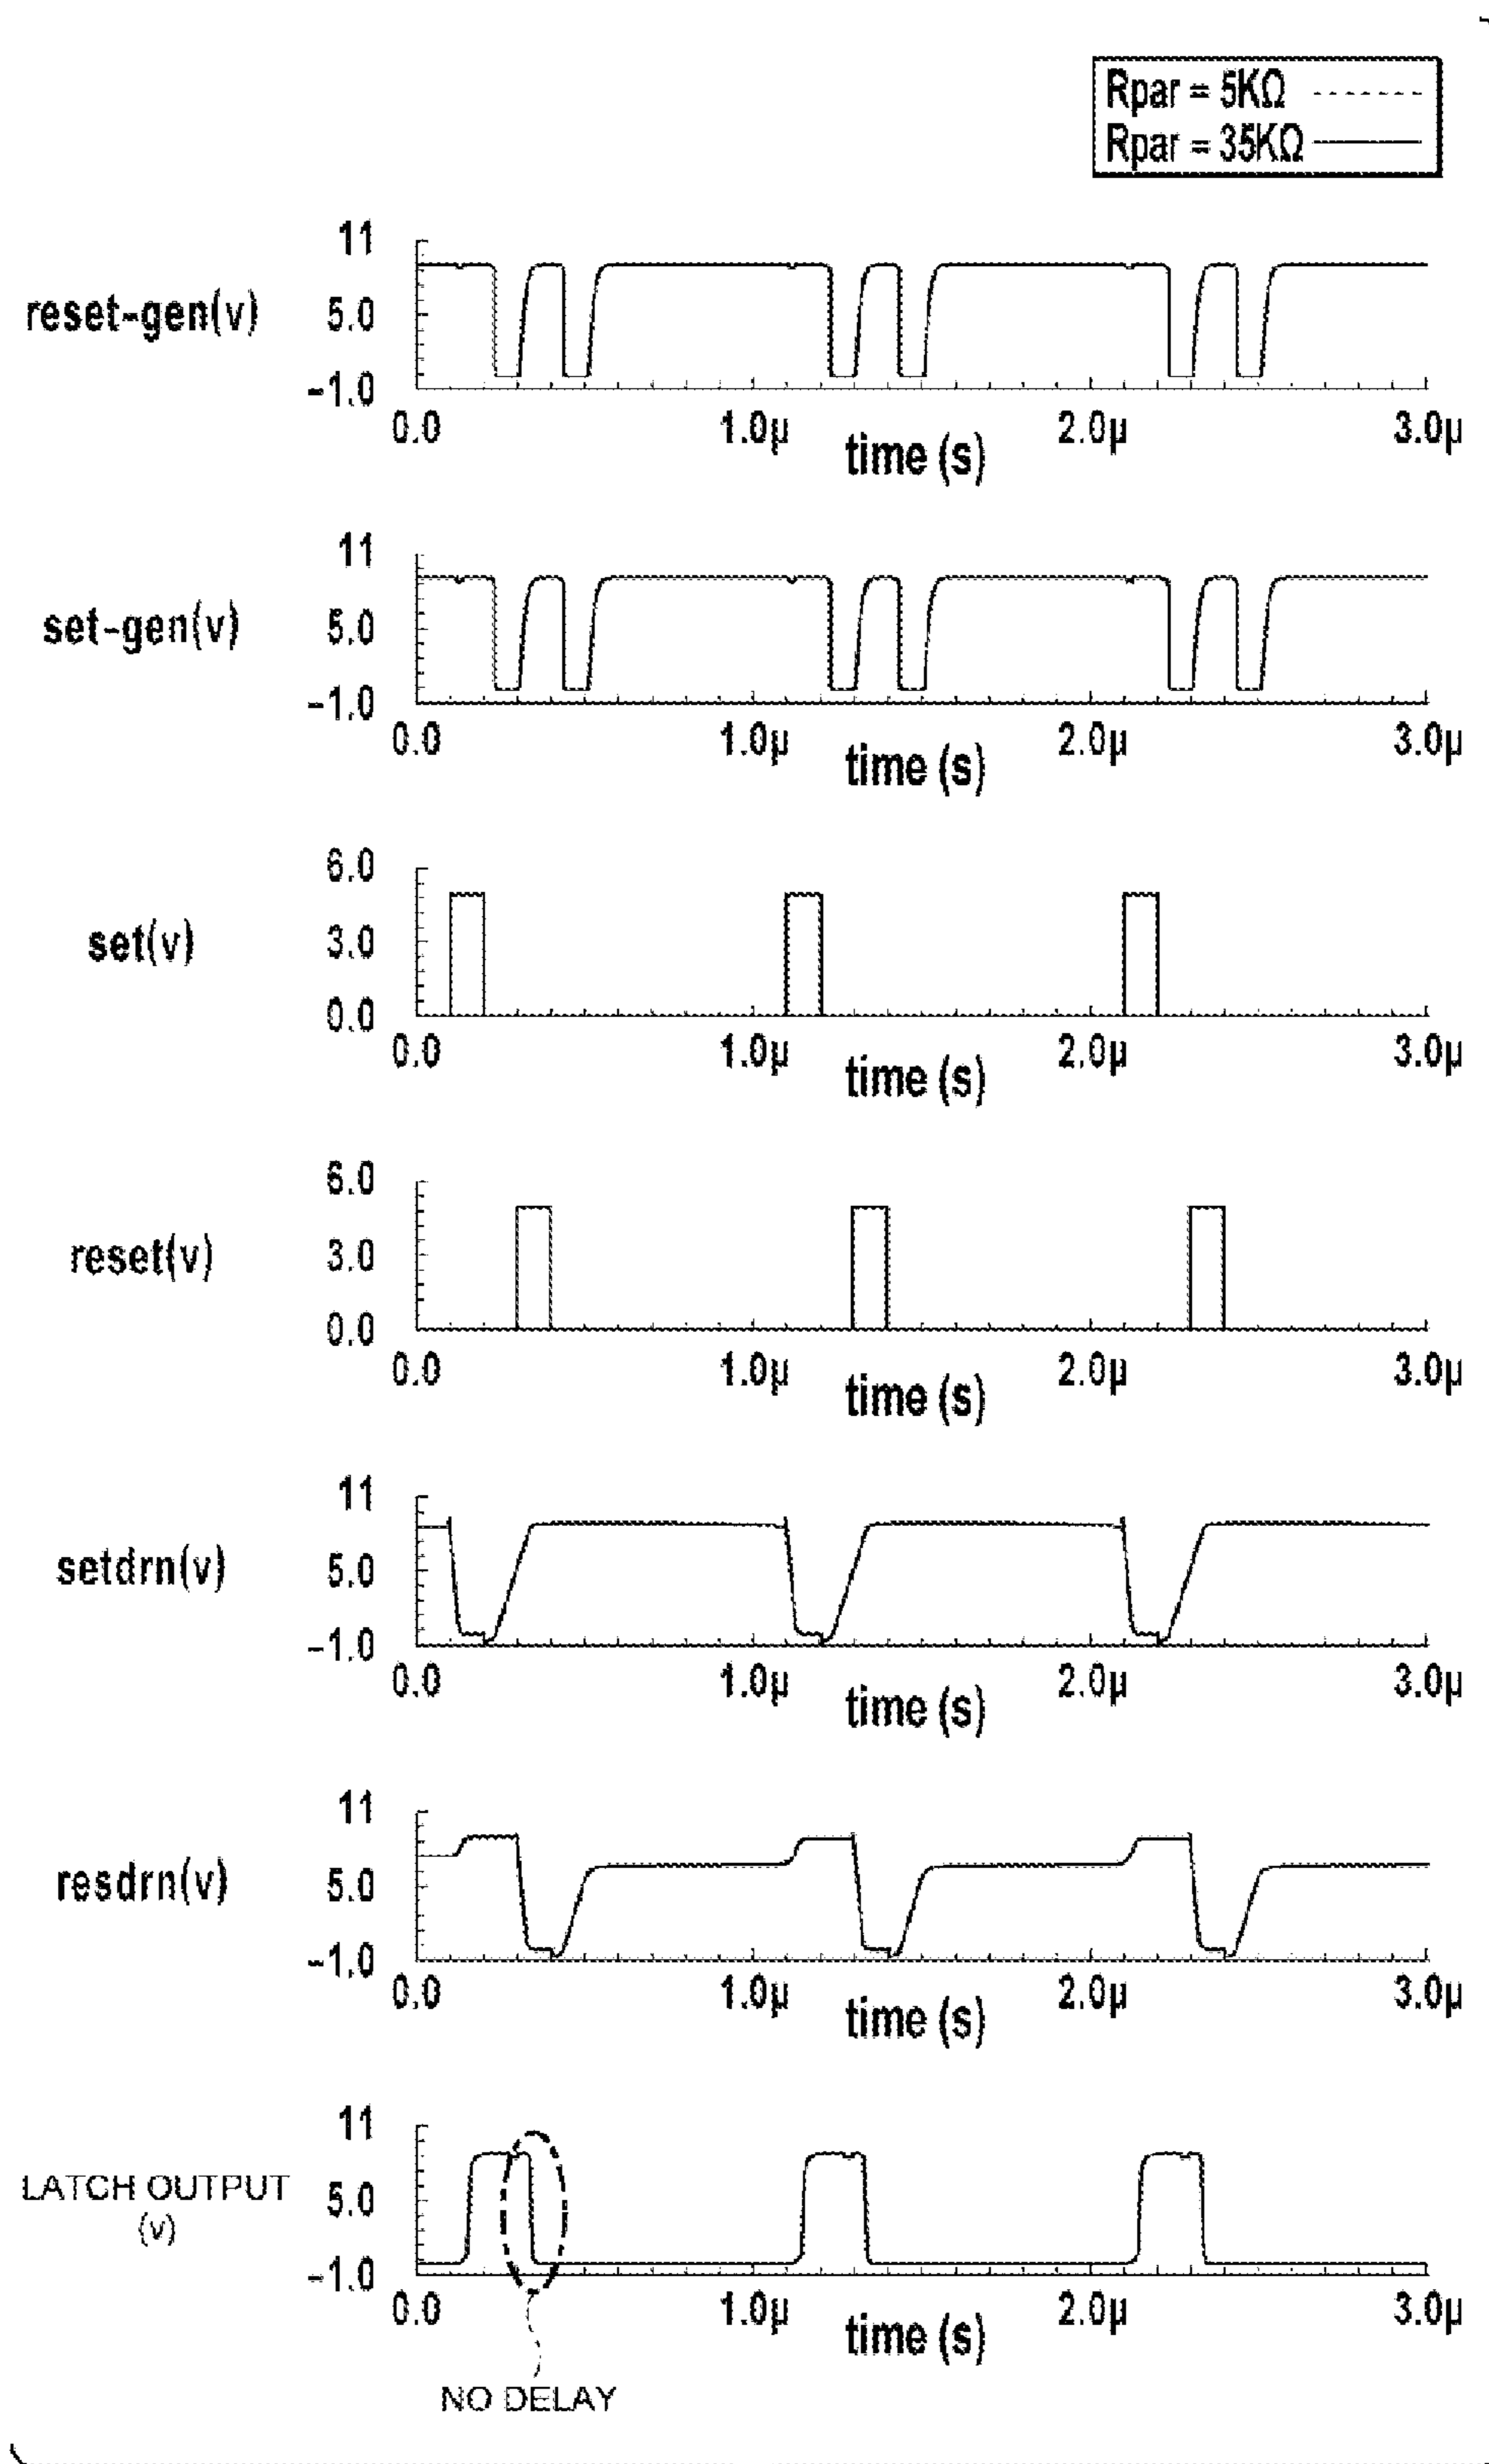 Rpar = 5KΩ
Rpar = 35KΩ
reset-gen(v)
11
5.0
-1.0
0.0
1.0μ
2.0μ
3.0μ
time (s)
set-gen(v)
11
5.0
-1.0
0.0
1.0μ
2.0μ
3.0μ
time (s)
set(v)
6.0
3.0
0.0
0.0
1.0μ
2.0μ
3.0μ
time (s)
reset(v)
6.0
3.0
0.0
0.0
1.0μ
2.0μ
3.0μ
time (s)
setdrn(v)
11
5.0
-1.0
0.0
1.0μ
2.0μ
3.0μ
time (s)
resdrn(v)
11
5.0
-1.0
0.0
1.0μ
2.0μ
3.0μ
time (s)
LATCH OUTPUT
(v)
11
5.0
-1.0
0.0
1.0μ
2.0μ
3.0μ
time (s)
NO DELAY